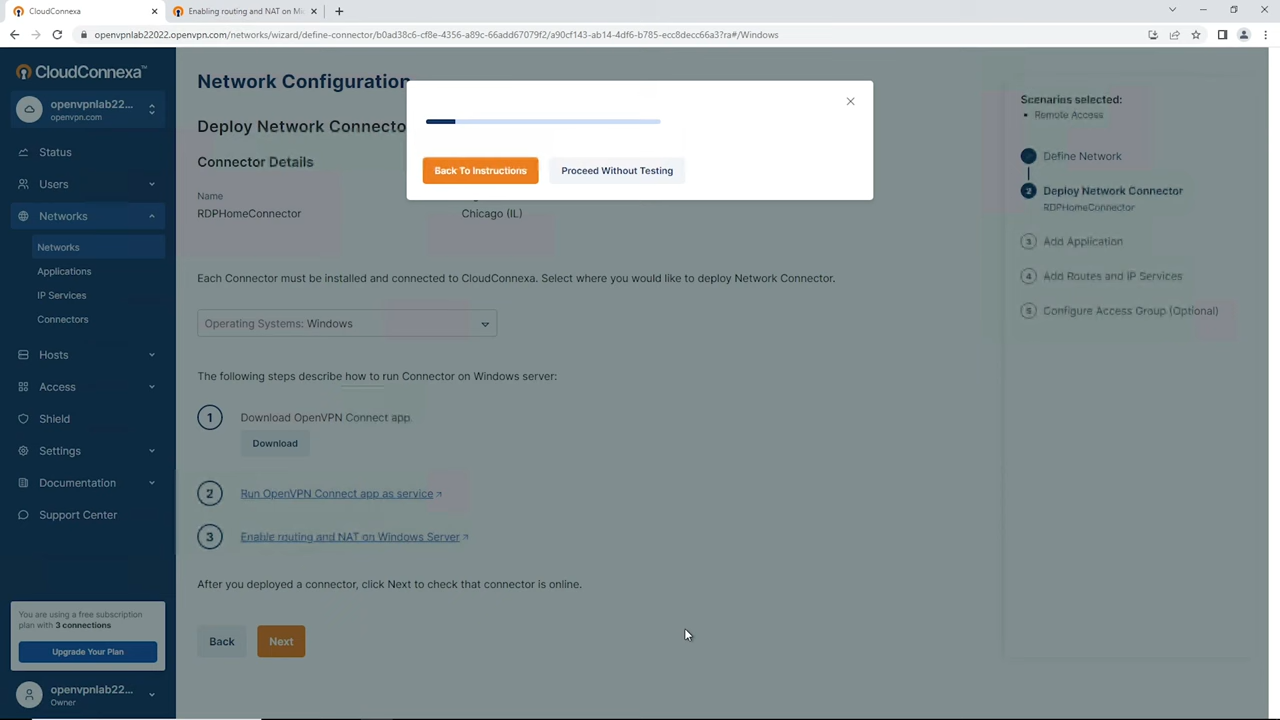 CloudConnexa
Enabling routing and NAT on Mi
openvpnlab22022.openvpn.com/networks/wizard/define-connector/b0ad38c6-cf8e-4356-a89c-66add67079f2/a90cf143-ab14-4df6-b785-ecc8decc66a3?ra#/Windows
CloudConnexa™
openvpnlab22...
openvpn.com
Status
Users
Networks
Networks
Applications
IP Services
Connectors
Hosts
Access
Shield
Settings
Documentation
Support Center
You are using a free subscription
plan with 3 connections
Upgrade Your Plan
openvpnlab22...
Owner
Network Configuration
Deploy Network Connecto
Connector Details
Name
RDPHomeConnector
Chicago (IL)
Back To Instructions
Proceed Without Testing
Each Connector must be installed and connected to CloudConnexa. Select where you would like to deploy Network Connector.
Operating Systems: Windows
The following steps describe how to run Connector on Windows server:
1 Download OpenVPN Connect app
Download
2 Run OpenVPN Connect app as service
3 Enable routing and NAT on Windows Server
After you deployed a connector, click Next to check that connector is online.
Back
Next
Scenarios selected:
• Remote Access
Define Network
2 Deploy Network Connector
RDPHomeConnector
3 Add Application
4 Add Routes and IP Services
5 Configure Access Group (Optional)